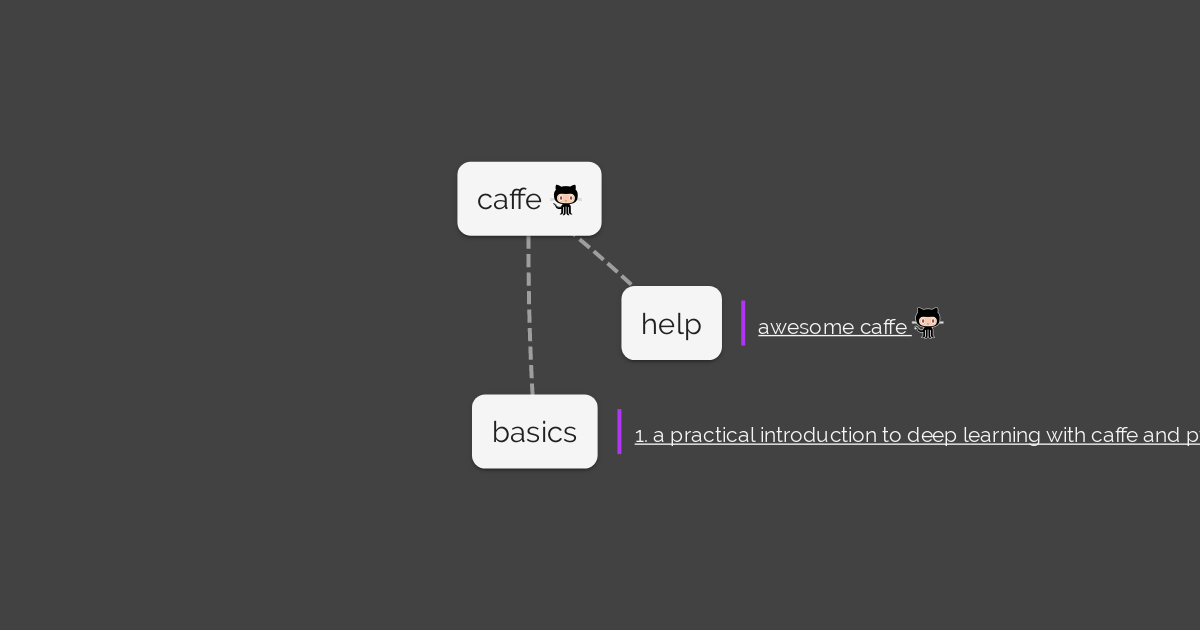 caffe
help
awesome caffe
basics
1. a practical introduction to deep learning with caffe and